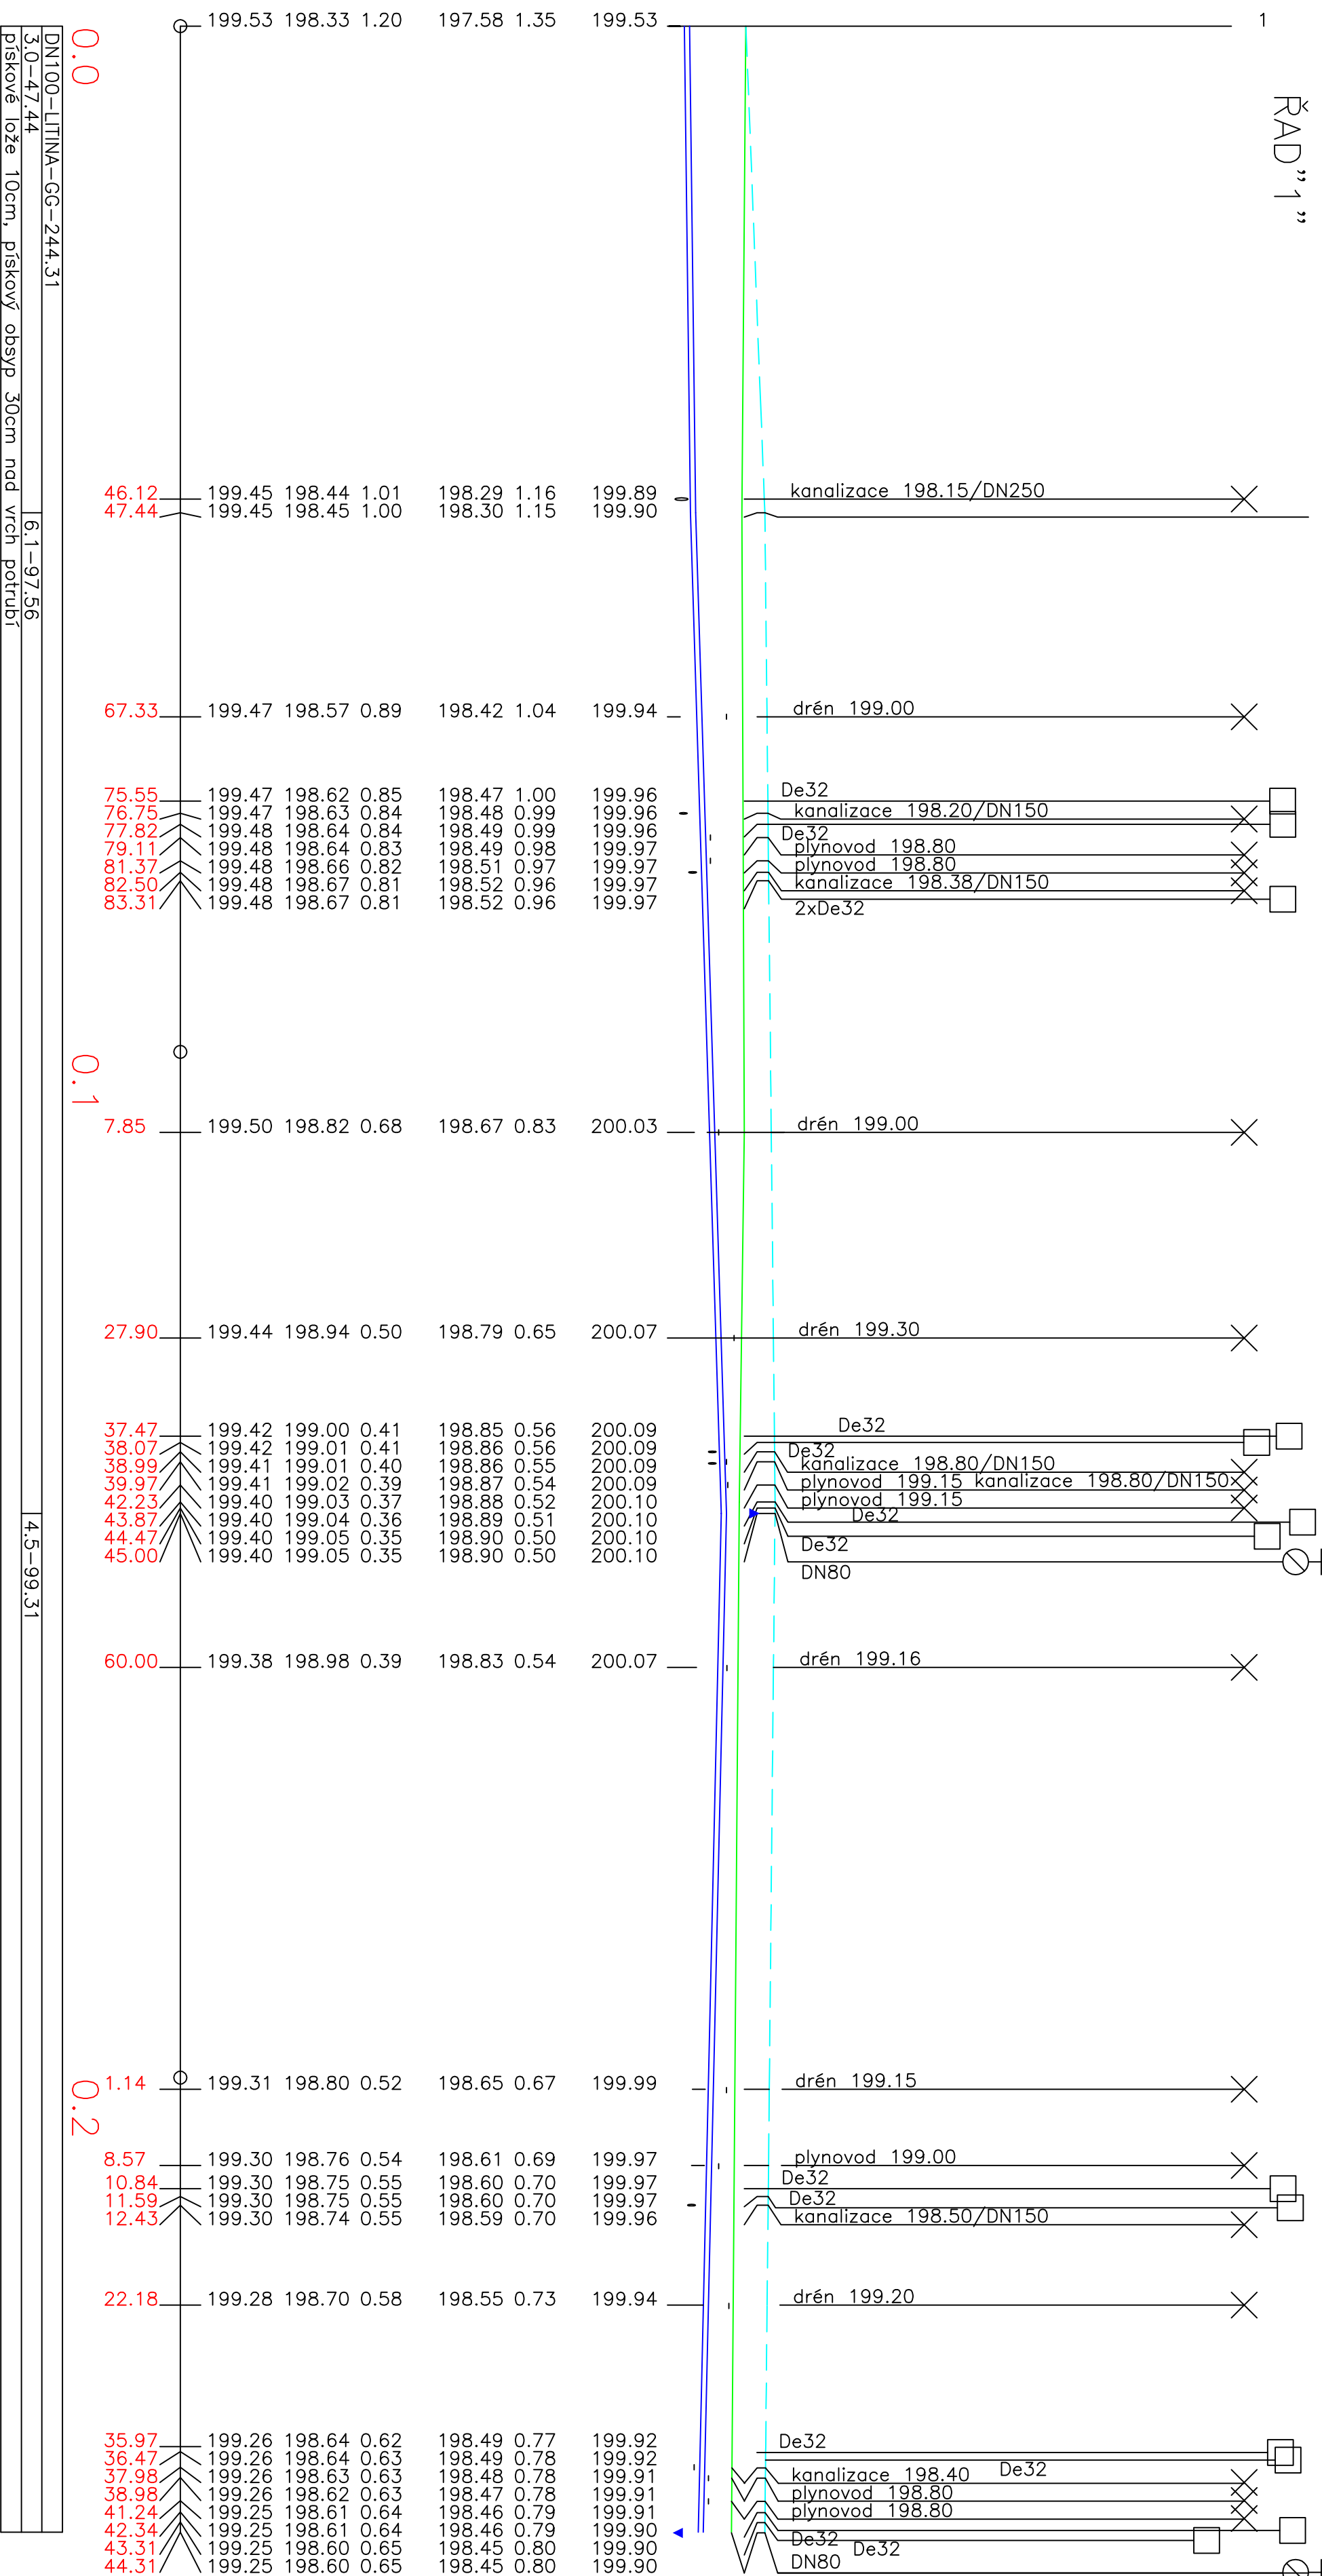 1
ŘAD"1"
199.53 198.33 1.20 197.58 1.35 199.53
0.0
DN100-LITINA-GG-244.31
3.0-47.44
6.1-97.56
4.5-99.31
pískové lože 10cm, pískový obsyp 30cm nad vrch potrubí
46.12 199.45 198.44 1.01 198.29 1.16 199.89 kanalizace 198.15/DN250
47.44 199.45 198.45 1.00 198.30 1.15 199.90
67.33 199.47 198.57 0.89 198.42 1.04 199.94 drén 199.00
75.55 199.47 198.62 0.85 198.47 1.00 199.96 De32
76.75 199.47 198.63 0.84 198.48 0.99 199.96 kanalizace 198.20/DN150
77.82 199.48 198.64 0.84 198.49 0.99 199.96 De32
79.11 199.48 198.64 0.83 198.49 0.98 199.97 plynovod 198.80
81.37 199.48 198.66 0.82 198.51 0.97 199.97 plynovod 198.80
82.50 199.48 198.67 0.81 198.52 0.96 199.97 kanalizace 198.38/DN150
83.31 199.48 198.67 0.81 198.52 0.96 199.97 2xDe32
0.1
7.85 199.50 198.82 0.68 198.67 0.83 200.03 drén 199.00
27.90 199.44 198.94 0.50 198.79 0.65 200.07 drén 199.30
37.47 199.42 199.00 0.41 198.85 0.56 200.09 De32
38.07 199.42 199.01 0.41 198.86 0.56 200.09 De32
38.99 199.41 199.01 0.40 198.86 0.55 200.09 kanalizace 198.80/DN150
39.97 199.41 199.02 0.39 198.87 0.54 200.09 plynovod 199.15 kanalizace 198.80/DN150
42.23 199.40 199.03 0.37 198.88 0.52 200.10 plynovod 199.15
43.87 199.40 199.04 0.36 198.89 0.51 200.10 De32
44.47 199.40 199.05 0.35 198.90 0.50 200.10 De32
45.00 199.40 199.05 0.35 198.90 0.50 200.10 DN80
60.00 199.38 198.98 0.39 198.83 0.54 200.07 drén 199.16
0.2
1.14 199.31 198.80 0.52 198.65 0.67 199.99 drén 199.15
8.57 199.30 198.76 0.54 198.61 0.69 199.97 plynovod 199.00
10.84 199.30 198.75 0.55 198.60 0.70 199.97 De32
11.59 199.30 198.75 0.55 198.60 0.70 199.97 De32
12.43 199.30 198.74 0.55 198.59 0.70 199.96 kanalizace 198.50/DN150
22.18 199.28 198.70 0.58 198.55 0.73 199.94 drén 199.20
35.97 199.26 198.64 0.62 198.49 0.77 199.92 De32
36.47 199.26 198.64 0.63 198.49 0.78 199.92 De32
37.98 199.26 198.63 0.63 198.48 0.78 199.91 kanalizace 198.40
38.98 199.26 198.62 0.63 198.47 0.78 199.91 plynovod 198.80
41.24 199.25 198.61 0.64 198.46 0.79 199.91 plynovod 198.80
42.34 199.25 198.61 0.64 198.46 0.79 199.90 De32
43.31 199.25 198.60 0.65 198.45 0.80 199.90 De32
44.31 199.25 198.60 0.65 198.45 0.80 199.90 DN80